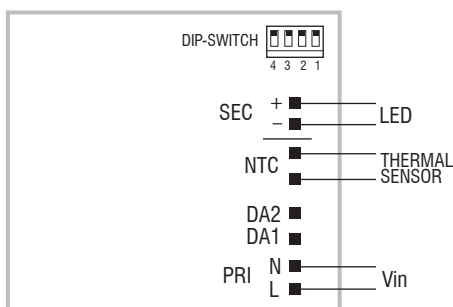 DIP-SWITCH
4 3 2 1
SEC + − LED
NTC THERMAL SENSOR
DA2
DA1
PRI N L Vin